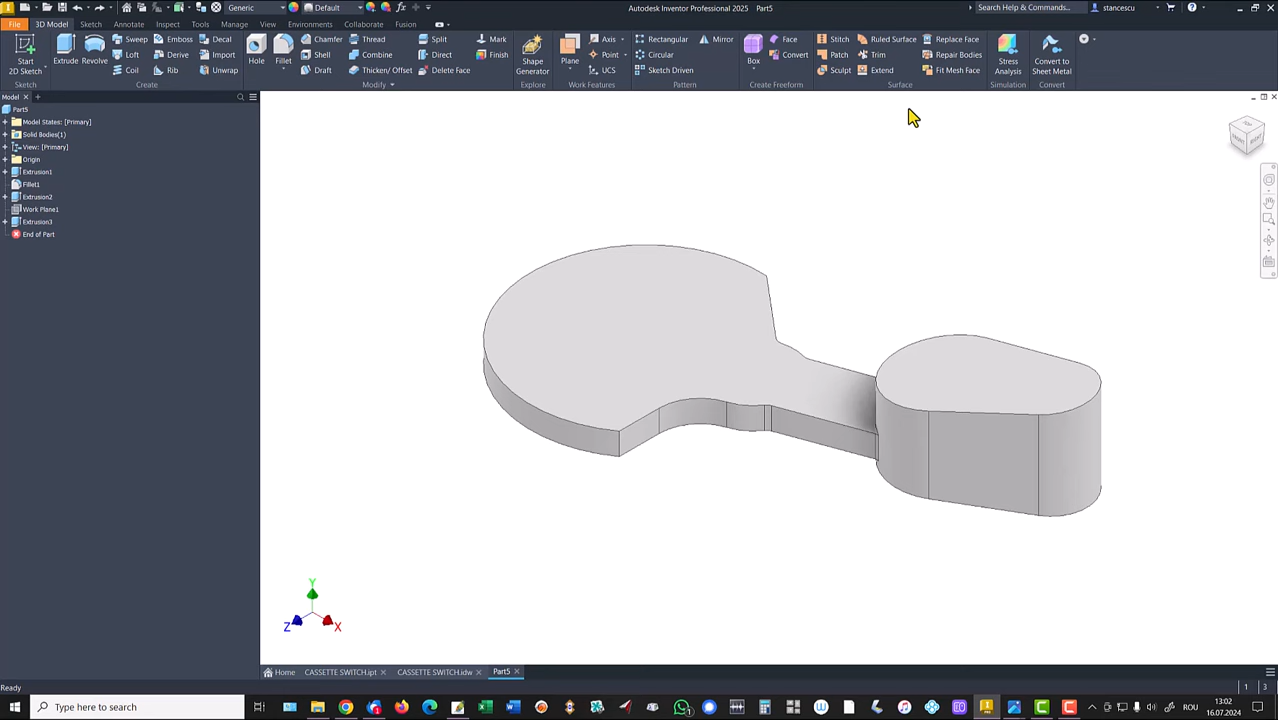 Generic
Default
Autodesk Inventor Professional 2025 Part5
Search Help & Commands...
stancescu
File
3D Model
Sketch
Annotate
Inspect
Tools
Manage
View
Environments
Collaborate
Fusion
Start
2D Sketch
Extrude
Revolve
Sweep
Emboss
Decal
Loft
Derive
Import
Coil
Rib
Unwrap
Hole
Fillet
Chamfer
Thread
Shell
Combine
Draft
Thicken/ Offset
Split
Direct
Delete Face
Mark
Finish
Shape
Generator
Plane
Axis
Point
UCS
Rectangular
Mirror
Circular
Sketch Driven
Box
Face
Convert
Stitch
Ruled Surface
Replace Face
Patch
Trim
Repair Bodies
Sculpt
Extend
Fit Mesh Face
Stress
Analysis
Convert to
Sheet Metal
Sketch
Create
Modify
Explore
Work Features
Pattern
Create Freeform
Surface
Simulation
Convert
Model
Part5
Model States: [Primary]
Solid Bodies(1)
View: [Primary]
Origin
Extrusion1
Fillet1
Extrusion2
Work Plane1
Extrusion3
End of Part
TOP
FRONT
RIGHT
Y
Z
X
Home
CASSETTE SWITCH.ipt
CASSETTE SWITCH.idw
Part5
Ready
1
3
Type here to search
ROU
13:02
16.07.2024